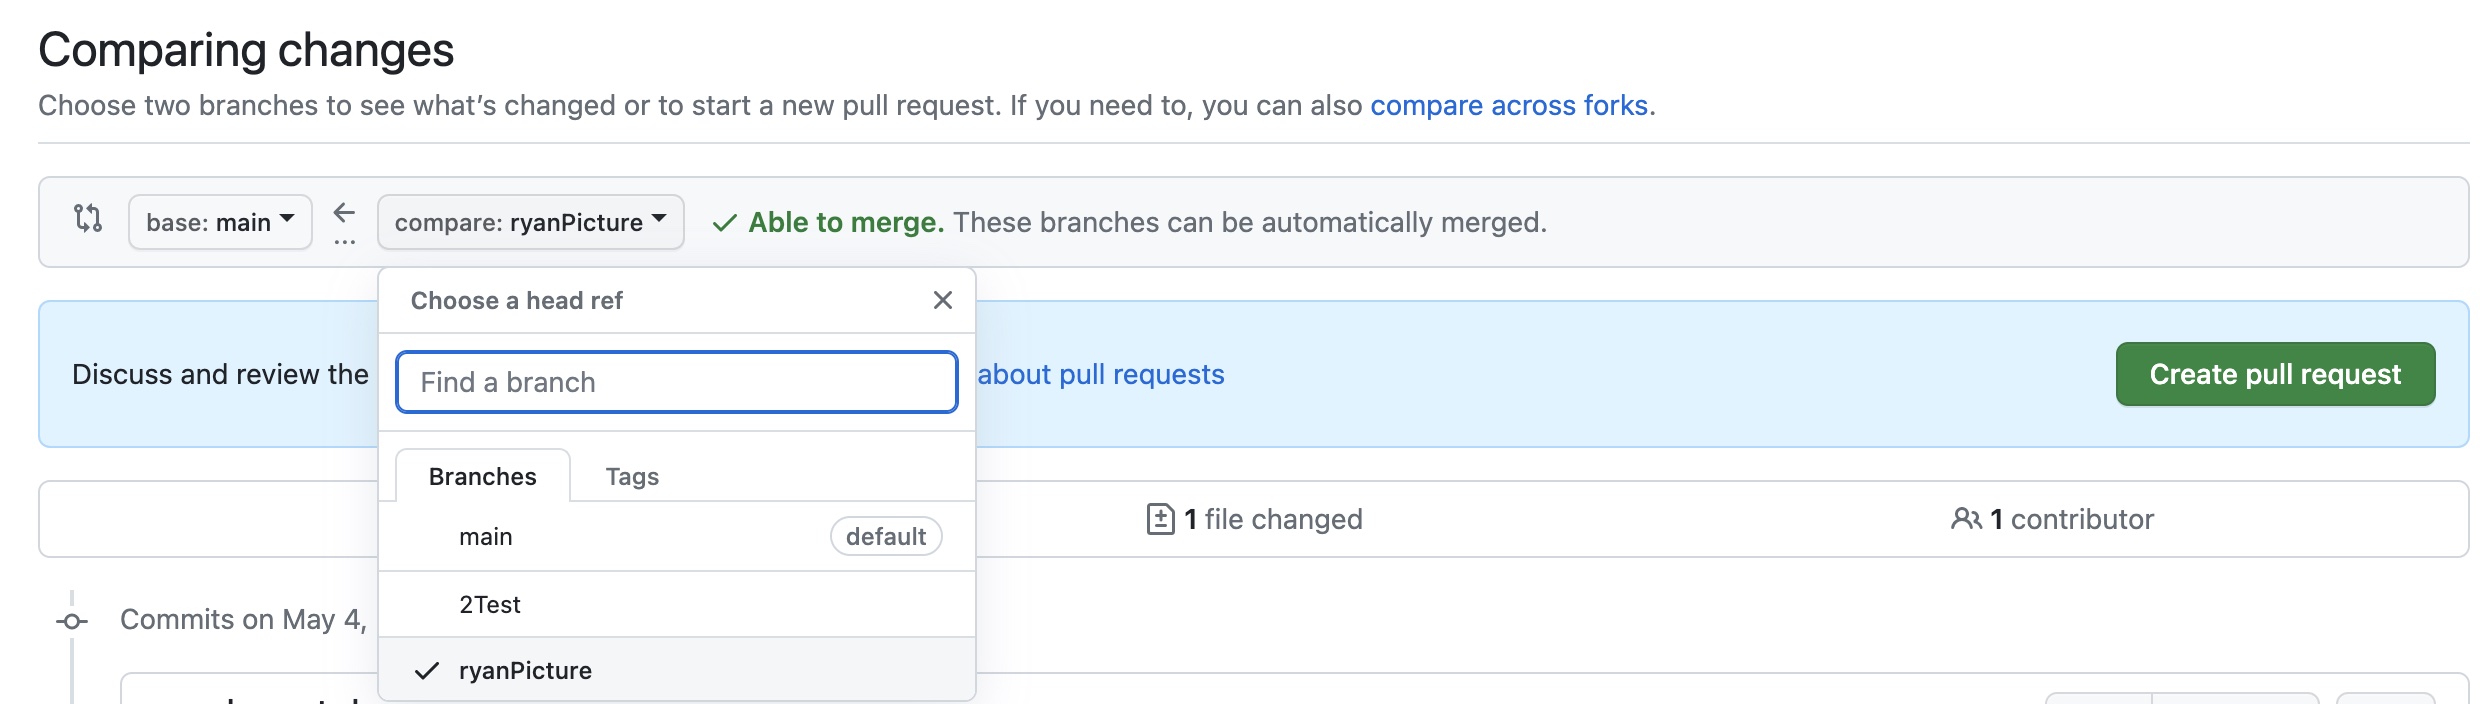 Comparing changes
Choose two branches to see what's changed or to start a new pull request. If you need to, you can also compare across forks.
base: main
compare: ryanPicture
Able to merge. These branches can be automatically merged.
Choose a head ref
Find a branch
Branches Tags
main default
2Test
ryanPicture
Discuss and review the
about pull requests
Create pull request
1 file changed
1 contributor
Commits on May 4,